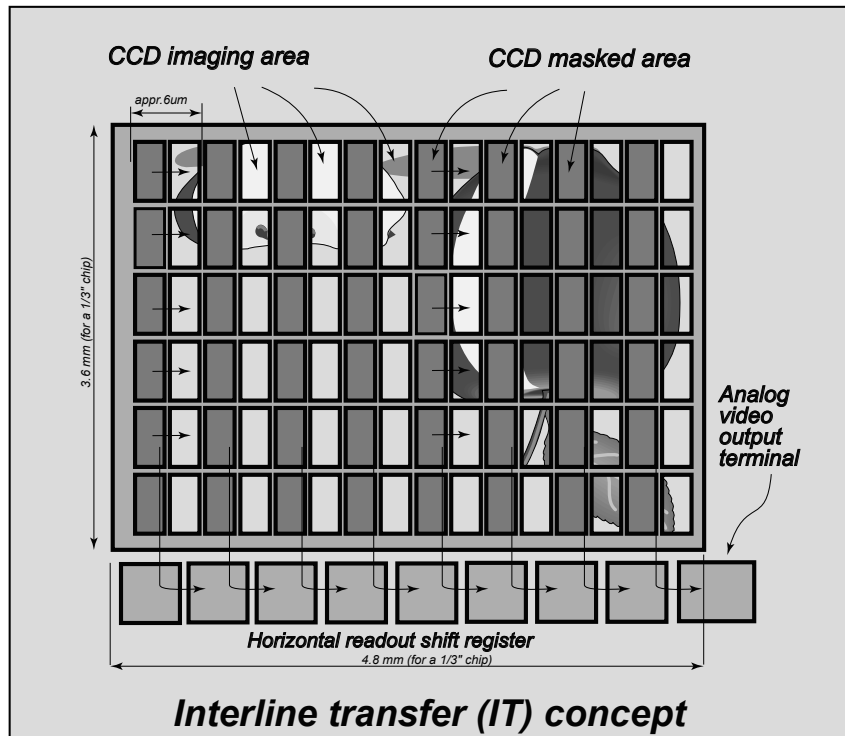 CCD imaging area
CCD masked area
appr.6um
3.6 mm (for a 1/3" chip)
Analog
video
output
terminal
Horizontal readout shift register
4.8 mm (for a 1/3" chip)
Interline transfer (IT) concept